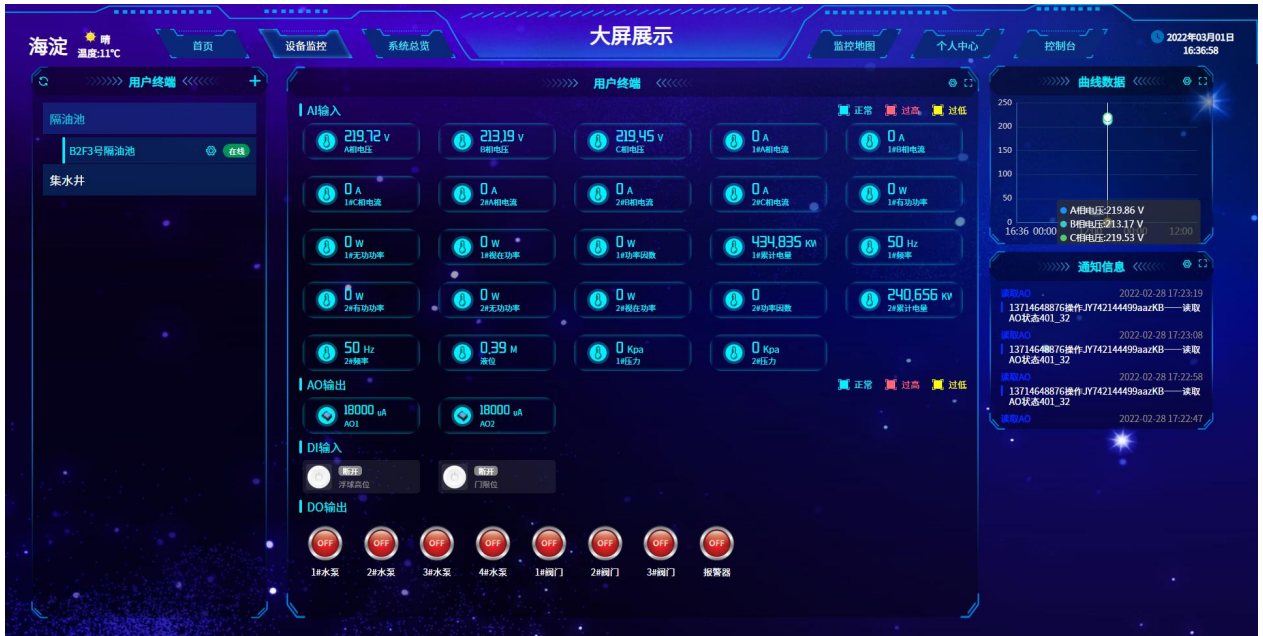 海淀
晴
温度:11℃
首页
设备监控
系统总览
大屏展示
监控地图
个人中心
控制台
2022年03月01日
16:36:58
用户终端
隔油池
B2F3号隔油池
在线
集水井
用户终端
AI输入
正常
过高
过低
219.72 V
A相电压
213.19 V
B相电压
219.45 V
C相电压
0 A
1#A相电流
0 A
1#B相电流
0 A
1#C相电流
0 A
2#A相电流
0 A
2#B相电流
0 A
2#C相电流
0 W
1#有功功率
0 W
1#无功功率
0 W
1#视在功率
0 W
1#功率因数
434.835 KW
1#累计电量
50 Hz
1#频率
0 W
2#有功功率
0 W
2#无功功率
0 W
2#视在功率
0
2#功率因数
240.656 KW
2#累计电量
50 Hz
2#频率
0.39 M
液位
0 Kpa
1#压力
0 Kpa
2#压力
AO输出
正常
过高
过低
18000 uA
AO1
18000 uA
AO2
DI输入
断开
浮球高位
断开
门限位
DO输出
OFF
OFF
OFF
OFF
OFF
OFF
OFF
OFF
1#水泵
2#水泵
3#水泵
4#水泵
1#阀门
2#阀门
3#阀门
报警器
曲线数据
250
200
150
100
50
0
16:36
00:00
12:00
A相电压:219.86 V
B相电压:213.17 V
C相电压:219.53 V
通知信息
读取AO
2022-02-28 17:23:19
13714648876操作JY742144499aazKB——读取
AO状态401_32
读取AO
2022-02-28 17:23:08
13714648876操作JY742144499aazKB——读取
AO状态401_32
读取AO
2022-02-28 17:22:58
13714648876操作JY742144499aazKB——读取
AO状态401_32
读取AO
2022-02-28 17:22:47